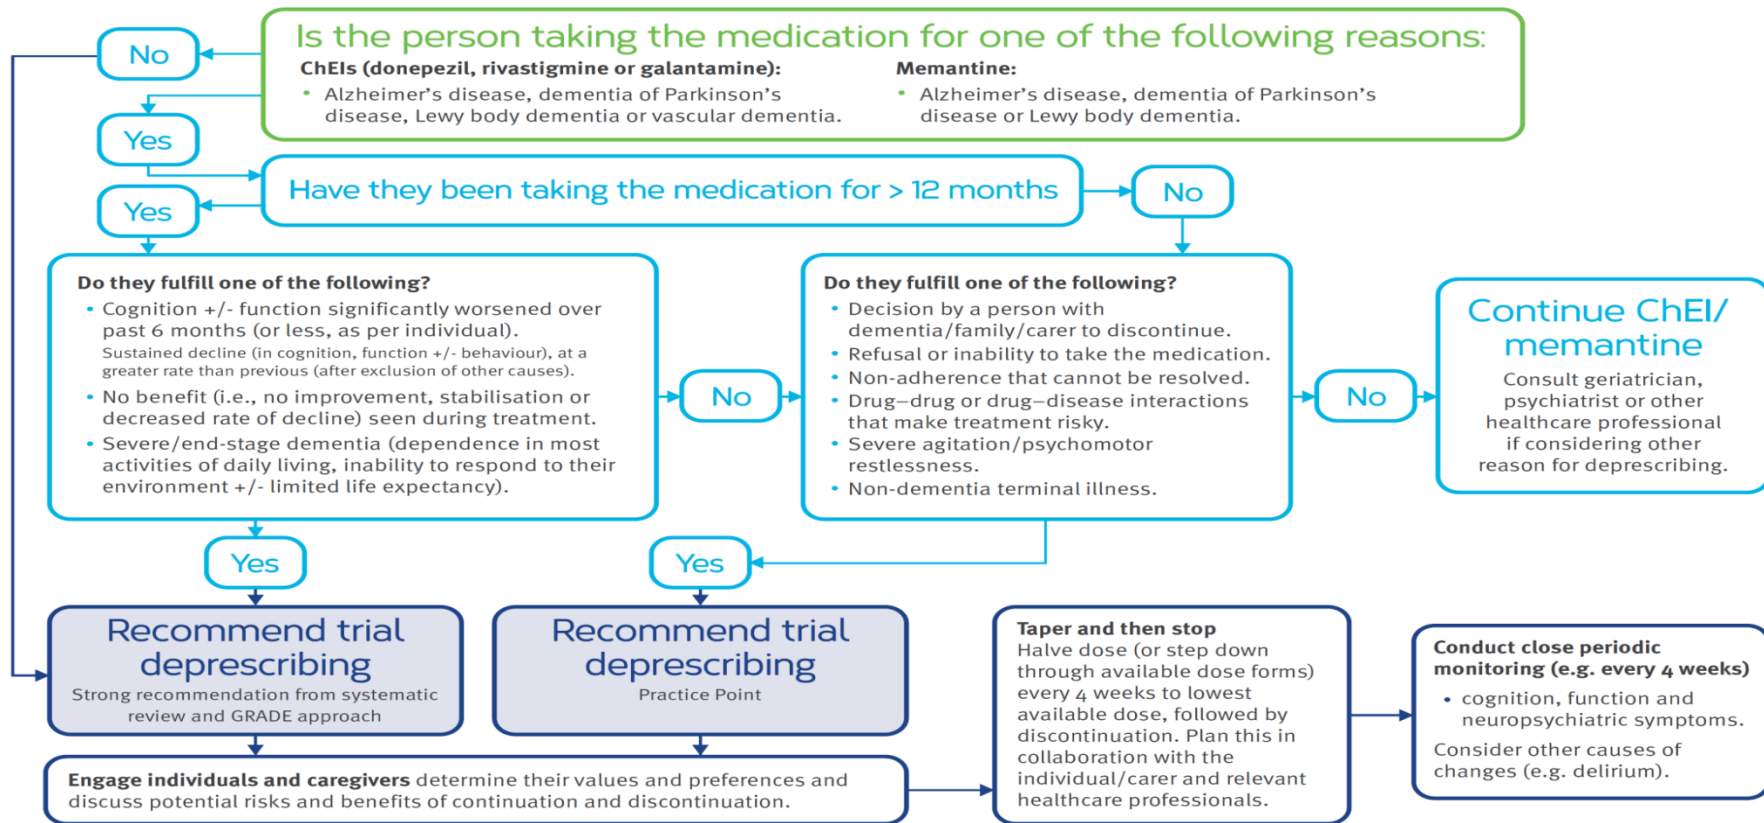 Is the person taking the medication for one of the following reasons:
No
ChEIs (donepezil, rivastigmine or galantamine):
• Alzheimer's disease, dementia of Parkinson's
disease, Lewy body dementia or vascular dementia.
Memantine:
• Alzheimer's disease, dementia of Parkinson's
disease or Lewy body dementia.
Yes
Have they been taking the medication for > 12 months
Yes
No
Do they fulfill one of the following?
• Cognition +/- function significantly worsened over
past 6 months (or less, as per individual).
Sustained decline (in cognition, function +/- behaviour), at a
greater rate than previous (after exclusion of other causes).
• No benefit (i.e., no improvement, stabilisation or
decreased rate of decline) seen during treatment.
• Severe/end-stage dementia (dependence in most
activities of daily living, inability to respond to their
environment +/- limited life expectancy).
No
Do they fulfill one of the following?
• Decision by a person with
dementia/family/carer to discontinue.
• Refusal or inability to take the medication.
• Non-adherence that cannot be resolved.
• Drug–drug or drug–disease interactions
that make treatment risky.
• Severe agitation/psychomotor
restlessness.
• Non-dementia terminal illness.
No
Continue ChEI/
memantine
Consult geriatrician,
psychiatrist or other
healthcare professional
if considering other
reason for deprescribing.
Yes
Yes
Recommend trial
deprescribing
Strong recommendation from systematic
review and GRADE approach
Recommend trial
deprescribing
Practice Point
Engage individuals and caregivers determine their values and preferences and
discuss potential risks and benefits of continuation and discontinuation.
Taper and then stop
Halve dose (or step down
through available dose forms)
every 4 weeks to lowest
available dose, followed by
discontinuation. Plan this in
collaboration with the
individual/carer and relevant
healthcare professionals.
Conduct close periodic
monitoring (e.g. every 4 weeks)
• cognition, function and
neuropsychiatric symptoms.
Consider other causes of
changes (e.g. delirium).